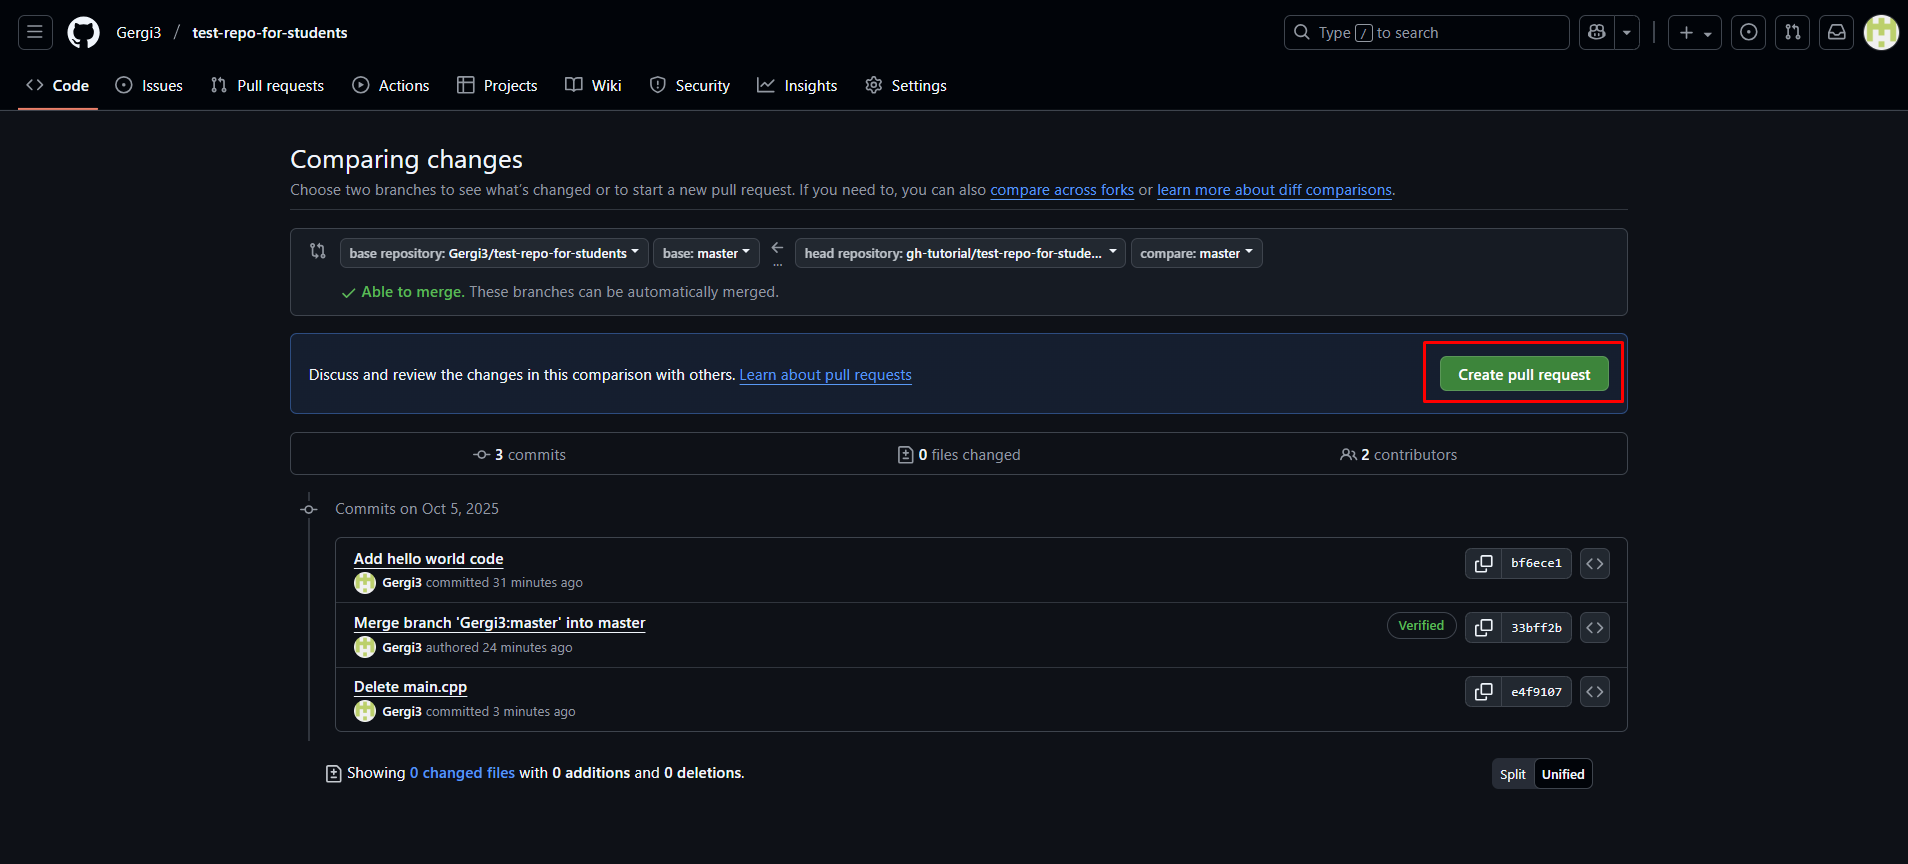 Gergi3 / test-repo-for-students
Type / to search
Code Issues Pull requests Actions Projects Wiki Security Insights Settings
Comparing changes
Choose two branches to see what's changed or to start a new pull request. If you need to, you can also compare across forks or learn more about diff comparisons.
base repository: Gergi3/test-repo-for-students base: master ... head repository: gh-tutorial/test-repo-for-stude... compare: master
Able to merge. These branches can be automatically merged.
Discuss and review the changes in this comparison with others. Learn about pull requests
Create pull request
3 commits 0 files changed 2 contributors
Commits on Oct 5, 2025
Add hello world code
Gergi3 committed 31 minutes ago
bf6ece1
Merge branch 'Gergi3:master' into master
Gergi3 authored 24 minutes ago
Verified 33bff2b
Delete main.cpp
Gergi3 committed 3 minutes ago
e4f9107
Showing 0 changed files with 0 additions and 0 deletions.
Split Unified